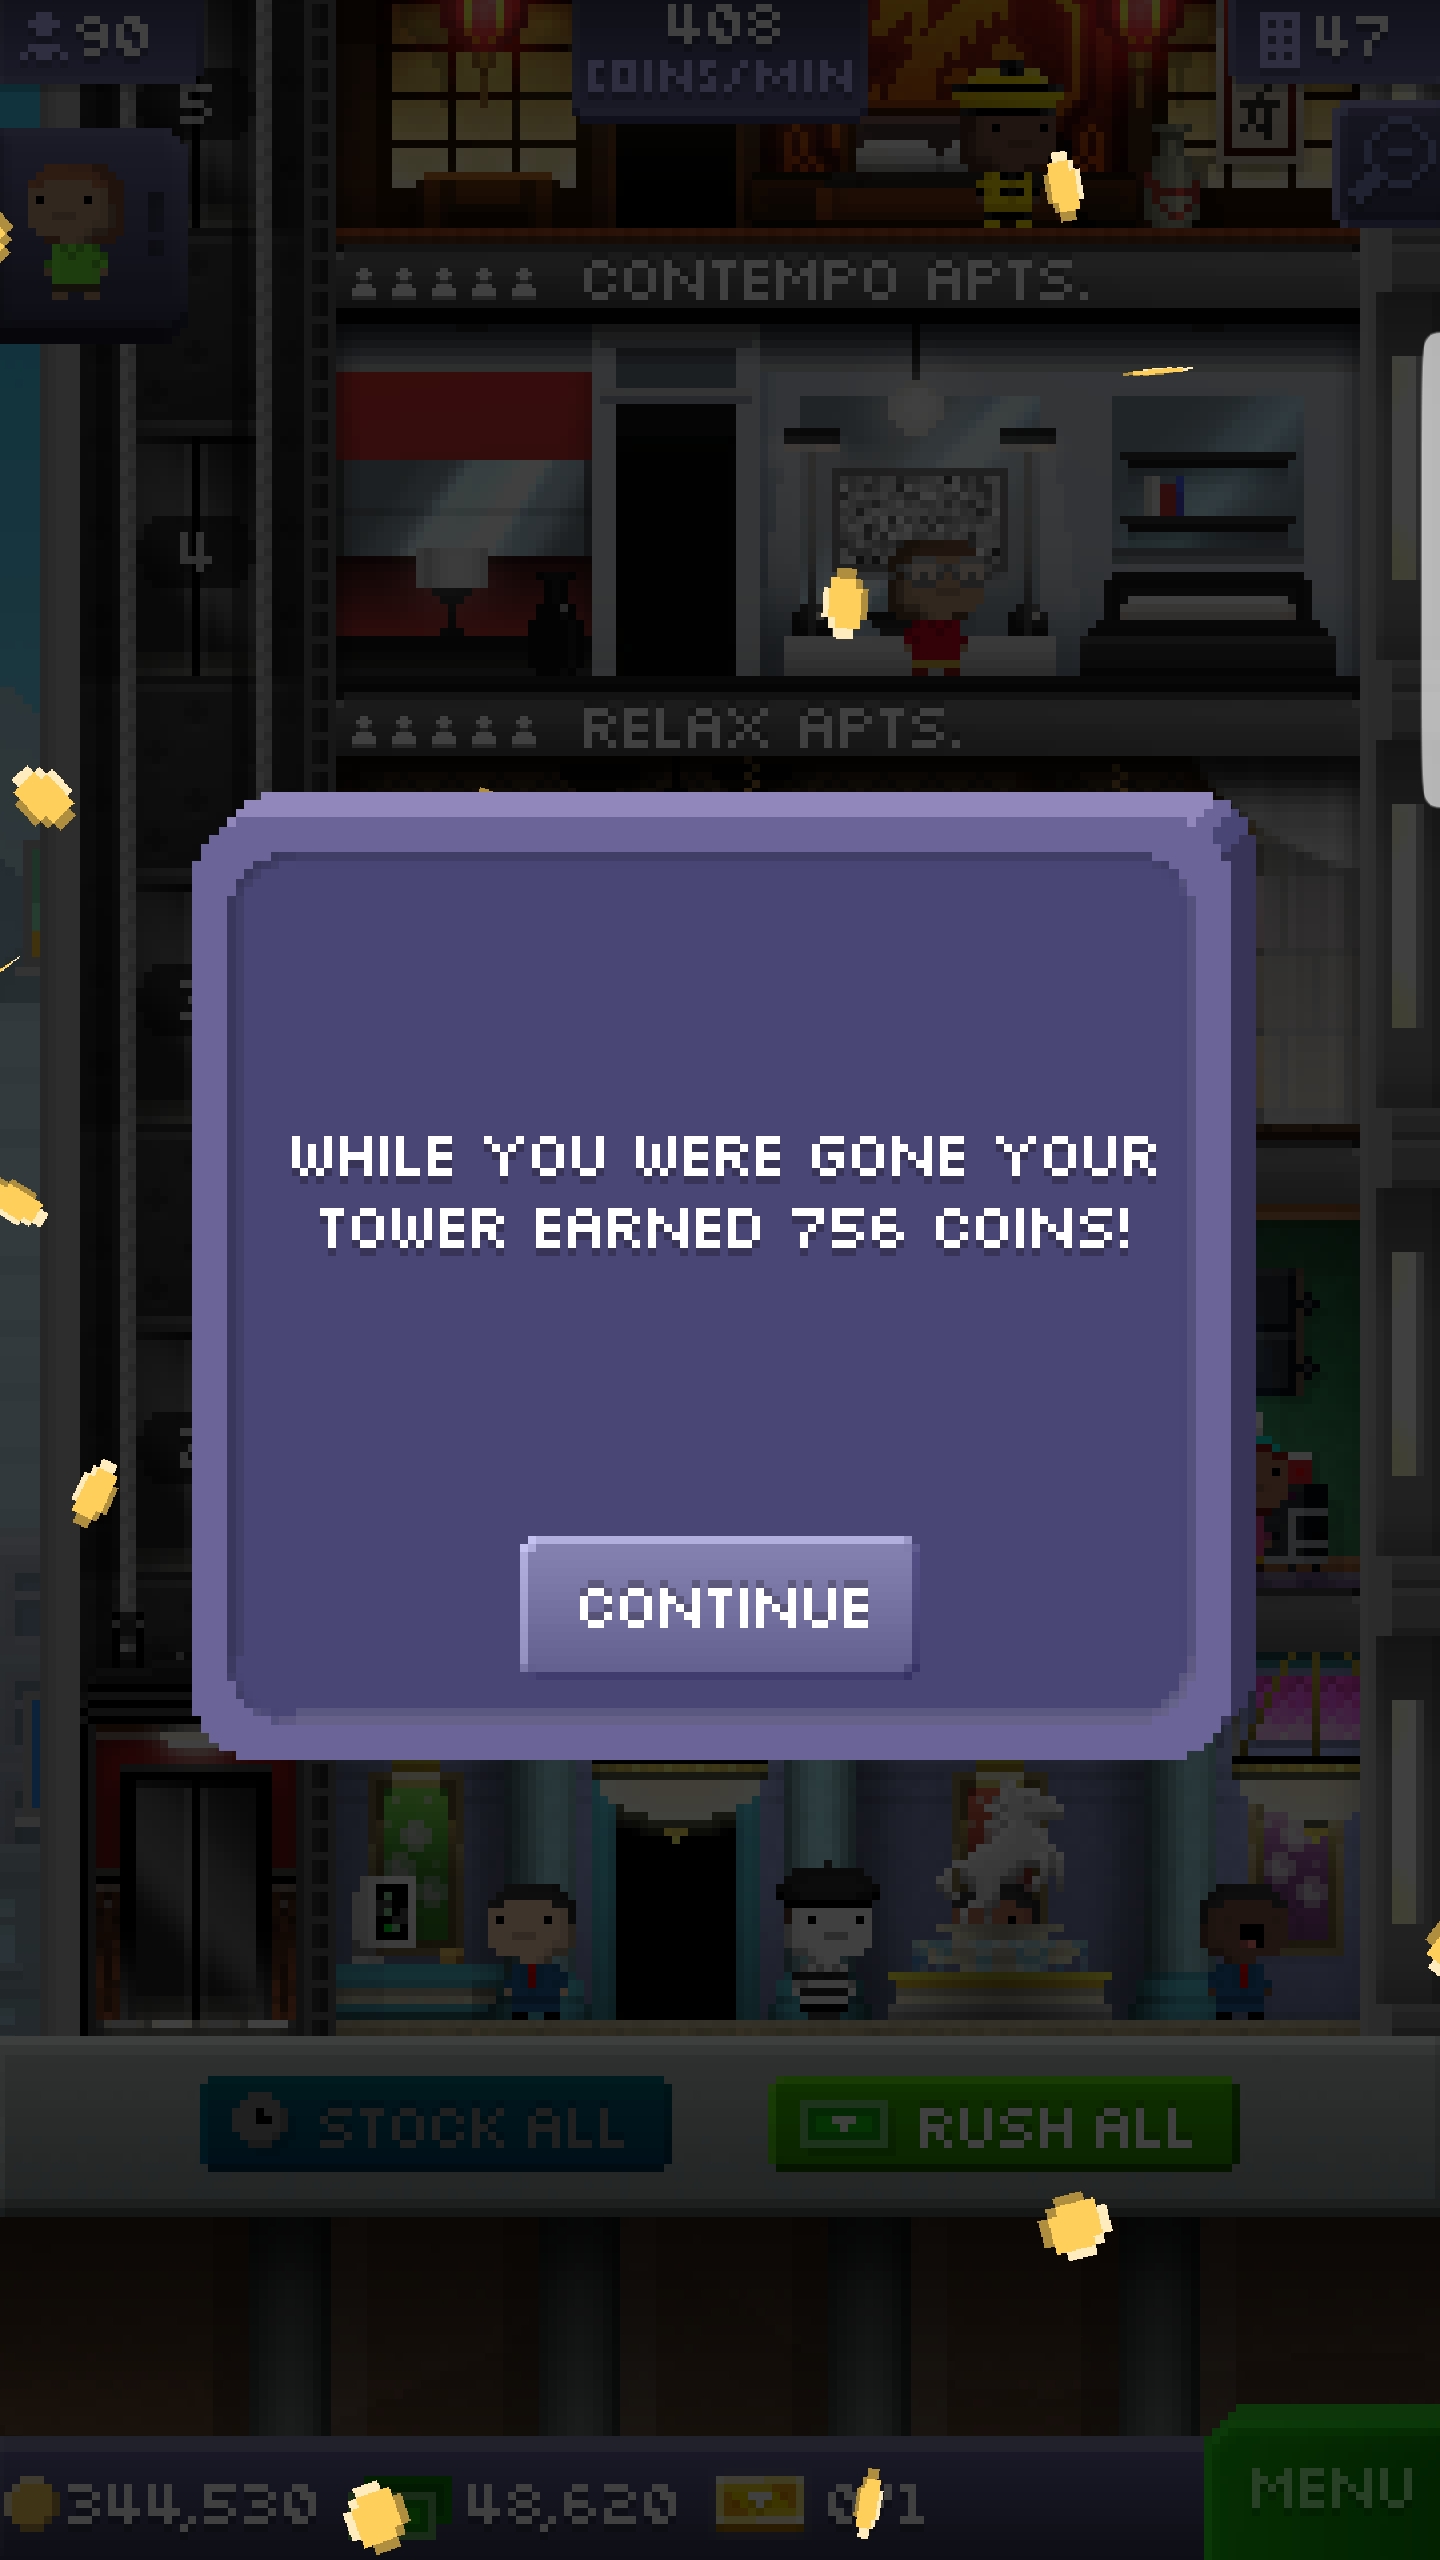 90
408
COINS/MIN
47
5
CONTEMPO APTS.
4
RELAX APTS.
WHILE YOU WERE GONE YOUR
TOWER EARNED 756 COINS!
CONTINUE
STOCK ALL
RUSH ALL
344,530
48,620
MENU